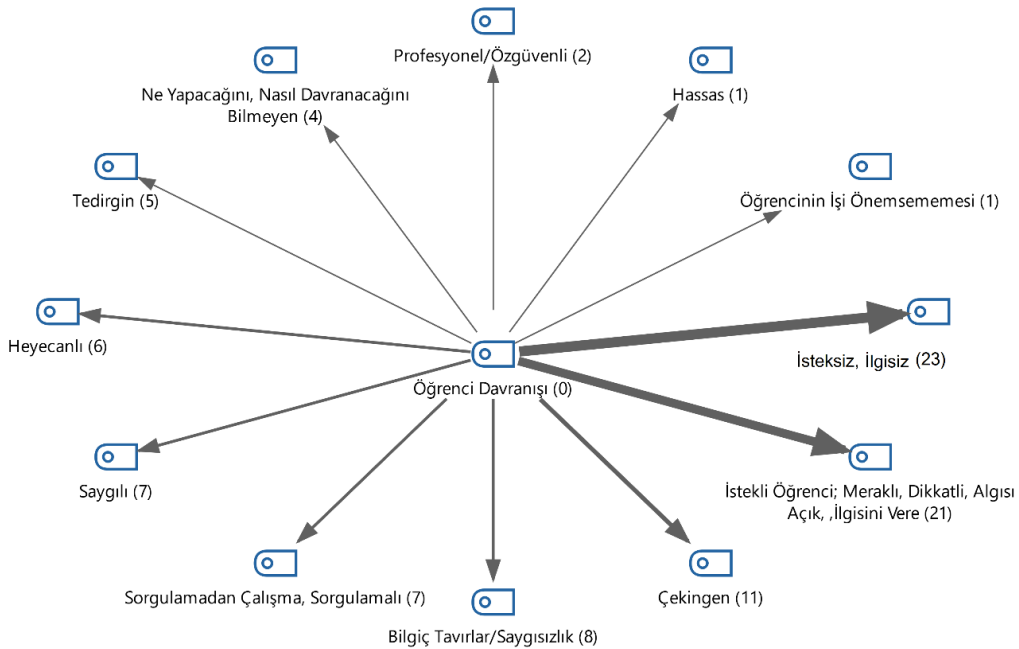 Profesyonel/Özgüvenli (2)
Ne Yapacağını, Nasıl Davranacağını
Bilmeyen (4)
Hassas (1)
Tedirgin (5)
Öğrencinin İşi Önemsememesi (1)
Heyecanlı (6)
İsteksiz, İlgisiz (23)
Öğrenci Davranışı (0)
Saygılı (7)
İstekli Öğrenci; Meraklı, Dikkatli, Algısı
Açık, ,İlgisini Vere (21)
Sorgulamadan Çalışma, Sorgulamalı (7)
Çekingen (11)
Bilgiç Tavırlar/Saygısızlık (8)